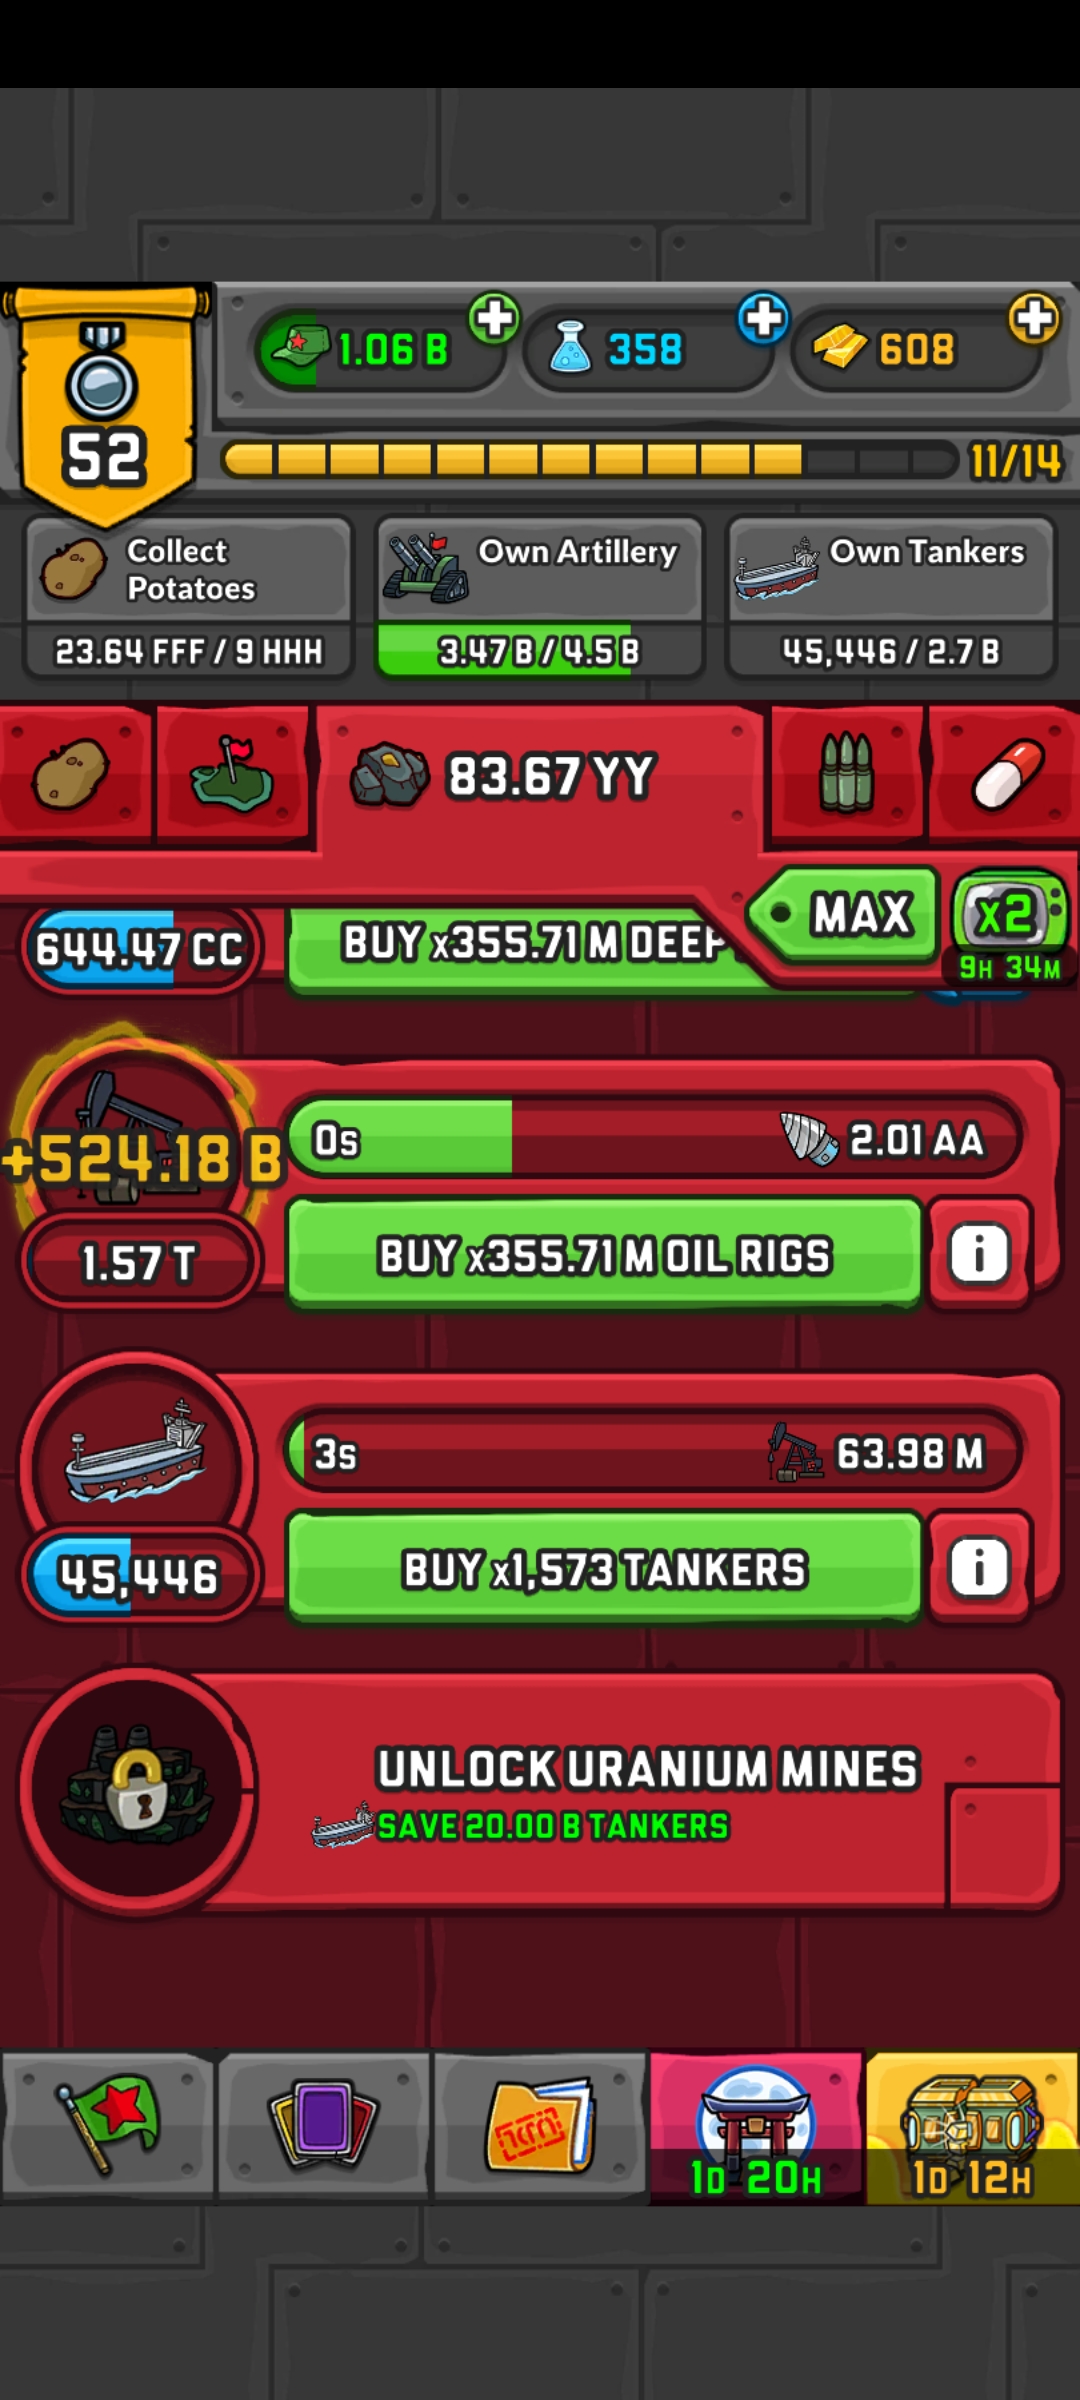 1.06 B
358
608
52
11/14
Collect
Potatoes
Own Artillery
Own Tankers
23.64 FFF / 9 HHH
3.47 B / 4.5 B
45,446 / 2.7 B
83.67 YY
MAX
x2
9H 34M
644.47 CC
BUY x355.71 M DEEP
0s
2.01 AA
+524.18 B
1.57 T
BUY x355.71 M OIL RIGS
i
3s
63.98 M
45,446
BUY x1,573 TANKERS
i
UNLOCK URANIUM MINES
SAVE 20.00 B TANKERS
1D 20H
1D 12H